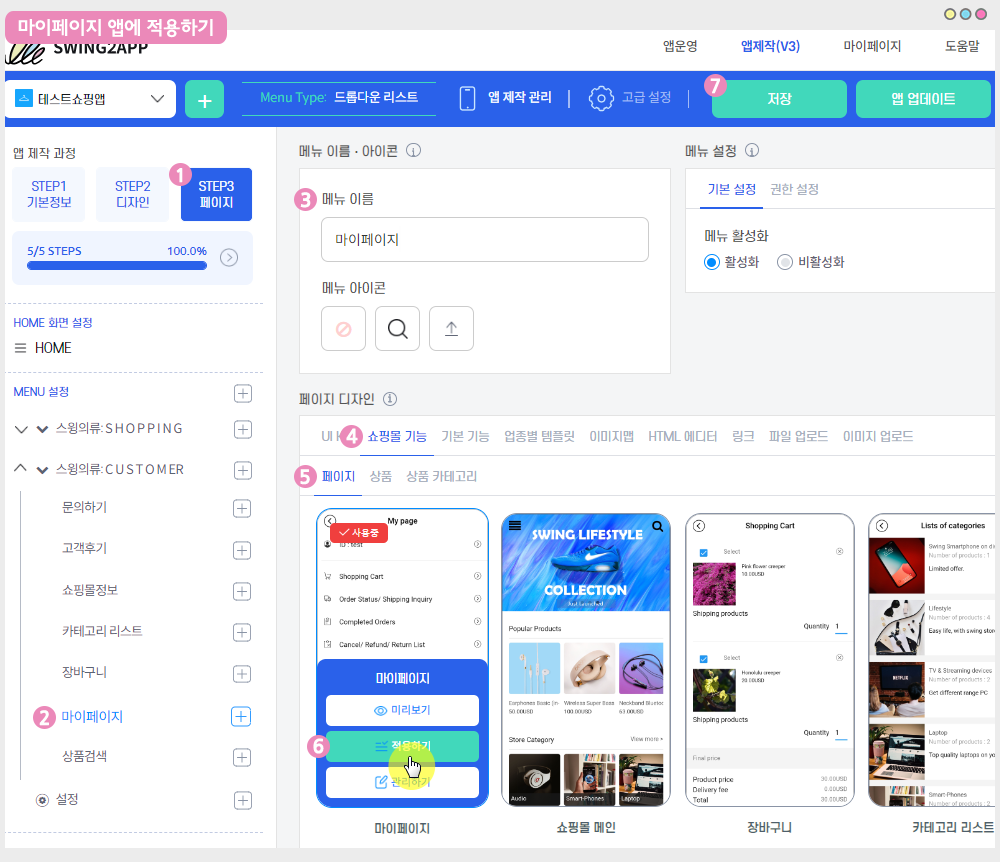 마이페이지 앱에 적용하기
SWING2APP
앱운영
앱제작(V3)
마이페이지
도움말
테스트쇼핑앱
+
Menu Type: 드롭다운 리스트
앱 제작 관리
고급 설정
7
저장
앱 업데이트
앱 제작 과정
1
STEP1
기본정보
STEP2
디자인
STEP3
페이지
5/5 STEPS
100.0%
HOME 화면 설정
HOME
MENU 설정
스윙의류:SHOPPING
스윙의류:CUSTOMER
문의하기
고객후기
쇼핑몰정보
카테고리 리스트
장바구니
2 마이페이지
상품검색
설정
메뉴 이름 · 아이콘
3 메뉴 이름
마이페이지
메뉴 아이콘
메뉴 설정
기본 설정
권한 설정
메뉴 활성화
활성화
비활성화
페이지 디자인
UI
4
쇼핑몰 기능
기본 기능
업종별 템플릿
이미지맵
HTML 에디터
링크
파일 업로드
이미지 업로드
5 페이지
상품
상품 카테고리
My page
사용중
ID : test
Shopping Cart
Order Status/ Shipping Inquiry
Completed Orders
Cancel/ Refund/ Return List
마이페이지
미리보기
6 적용하기
관리하기
마이페이지
SWING LIFESTYLE
COLLECTION
Just launched
Popular Products
Earphones Basic (in-
50.00USD
Wireless Super Bass
100.00USD
Neckband Bluetoo
63.00USD
Store Category
View more
Audio
Smart-Phones
Laptop
쇼핑몰 메인
Shopping Cart
Select
Pink flower creeper
10.00USD
Shipping products
Quantity 1
Select
Honolulu creeper
20.00USD
Shipping products
Quantity 1
Final price
Product price 30.00USD
Delivery fee 0.00USD
Total 30.00USD
장바구니
Lists of categories
Swing Smartphone on di
Number of products : 1
Limited offer.
Lifestyle
Number of products : 4
Easy life, with swing store
TV & Streaming devices
Number of products : 2
Get different range PC
NETFLIX
Laptop
Number of products : 2
Top quality laptops on yo
Smart-Phones
Number of products : 2
카테고리 리스트